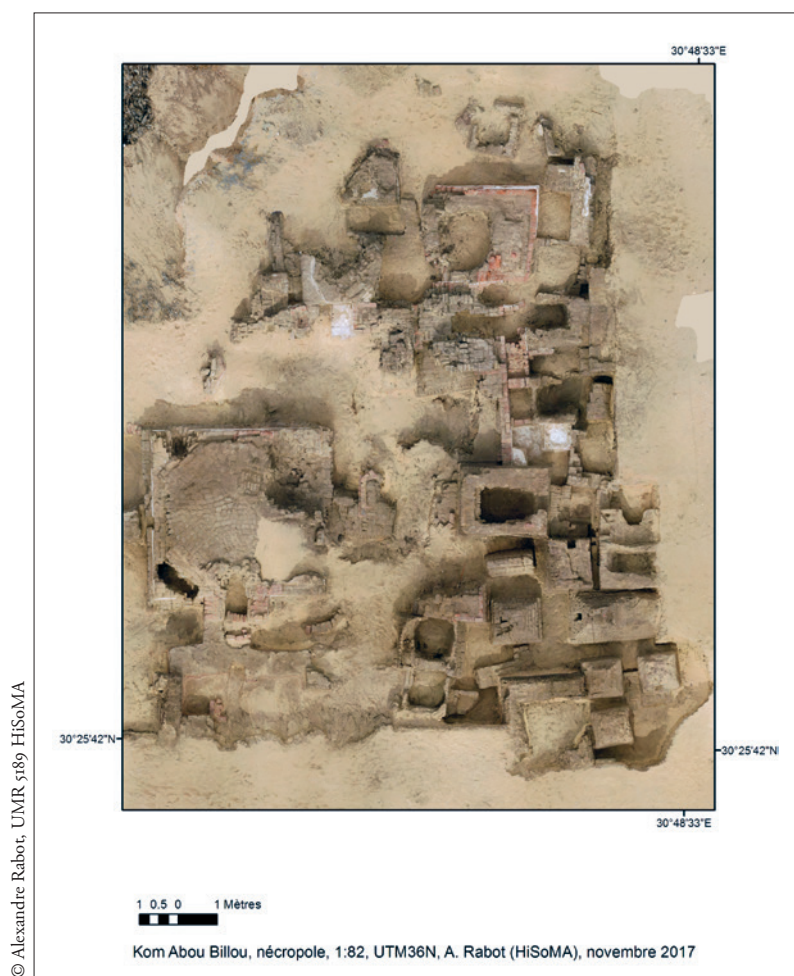 30°48'33"E
30°25'42"N
30°25'42"N
30°48'33"E
1 0.5 0 1 Mètres
Kom Abou Billou, nécropole, 1:82, UTM36N, A. Rabot (HiSoMA), novembre 2017
© Alexandre Rabot, UMR 5189 HiSoMA